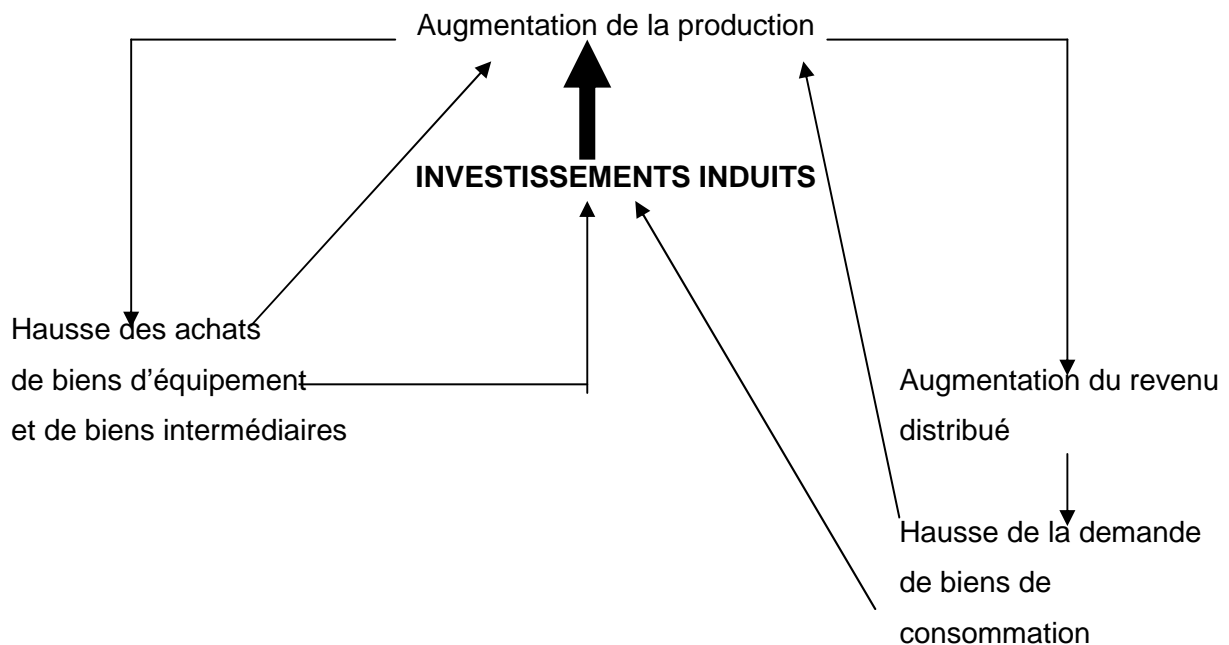 Augmentation de la production
INVESTISSEMENTS INDUITS
Hausse des achats
de biens d'équipement
et de biens intermédiaires
Augmentation du revenu
distribué
Hausse de la demande
de biens de
consommation